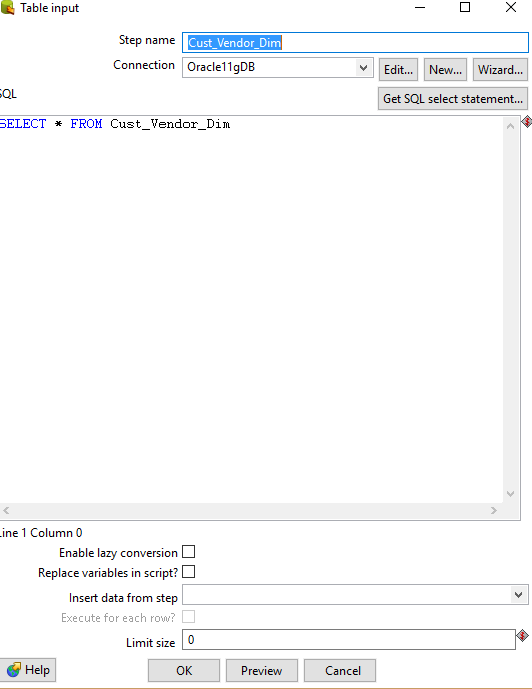 Table input
Step name Cust_Vendor_Dim
Connection Oracle11gDB Edit... New... Wizard...
SQL Get SQL select statement...
SELECT * FROM Cust_Vendor_Dim
Line 1 Column 0
Enable lazy conversion
Replace variables in script?
Insert data from step
Execute for each row?
Limit size 0
Help OK Preview Cancel